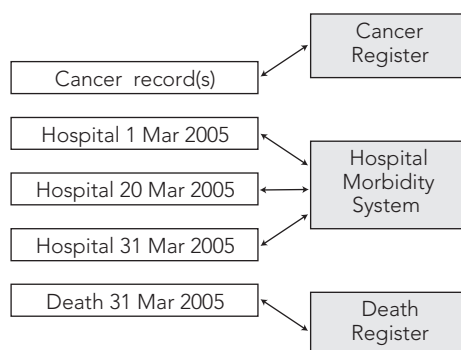 Cancer
Register
Cancer record(s)
Hospital 1 Mar 2005
Hospital 20 Mar 2005
Hospital 31 Mar 2005
Hospital
Morbidity
System
Death 31 Mar 2005
Death
Register